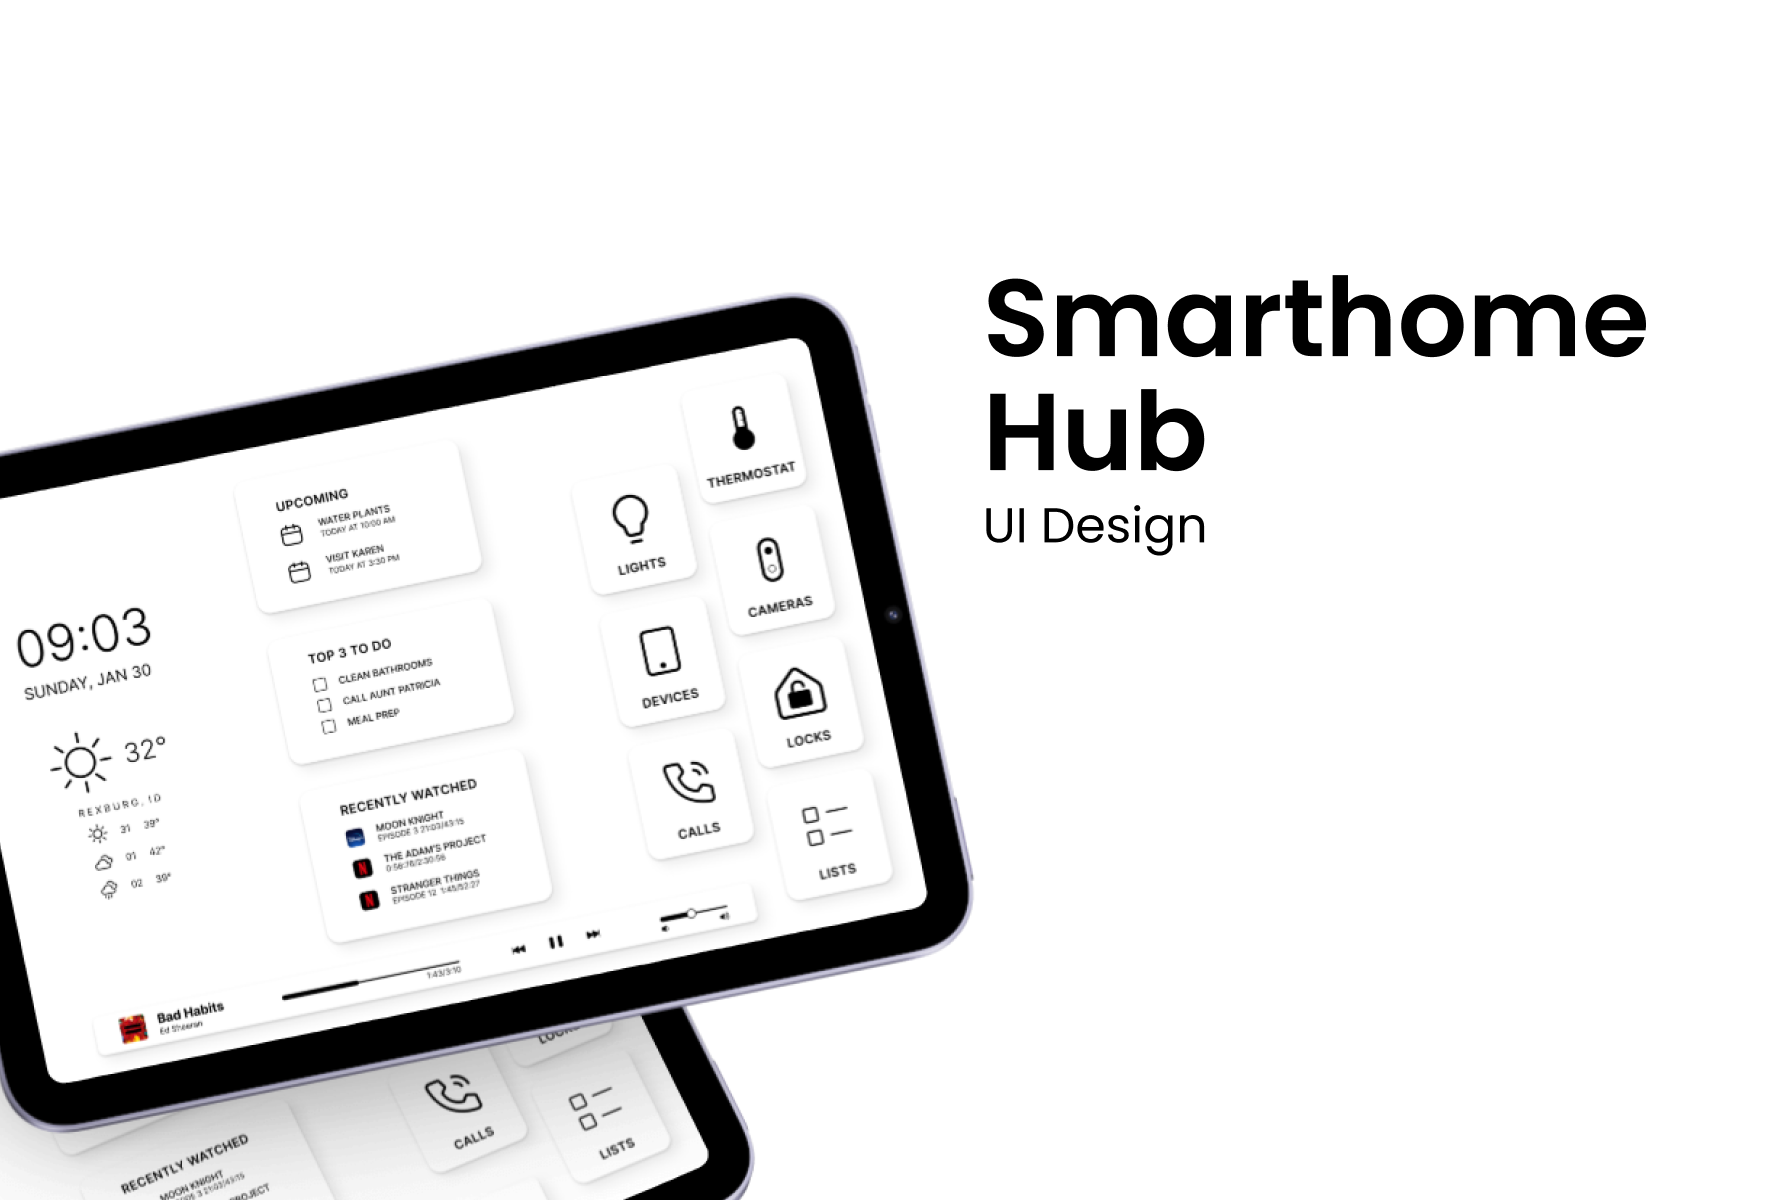 Smarthome
Hub
UI Design
09:03
SUNDAY, JAN 30
32°
REXBURG, ID
31 39°
01 42°
02 39°
UPCOMING
WATER PLANTS
TODAY AT 10:00 AM
VISIT KAREN
TODAY AT 3:30 PM
TOP 3 TO DO
CLEAN BATHROOMS
CALL AUNT PATRICIA
MEAL PREP
RECENTLY WATCHED
MOON KNIGHT
EPISODE 3 21:03/43:15
THE ADAM'S PROJECT
0:56:76/2:30:56
STRANGER THINGS
EPISODE 12 1:45/52:27
THERMOSTAT
LIGHTS
CAMERAS
DEVICES
LOCKS
CALLS
LISTS
Bad Habits
Ed Sheeran
1:43/3:10
CALLS
LISTS
RECENTLY WATCHED
MOON KNIGHT
3 21:03/43:15
PROJECT